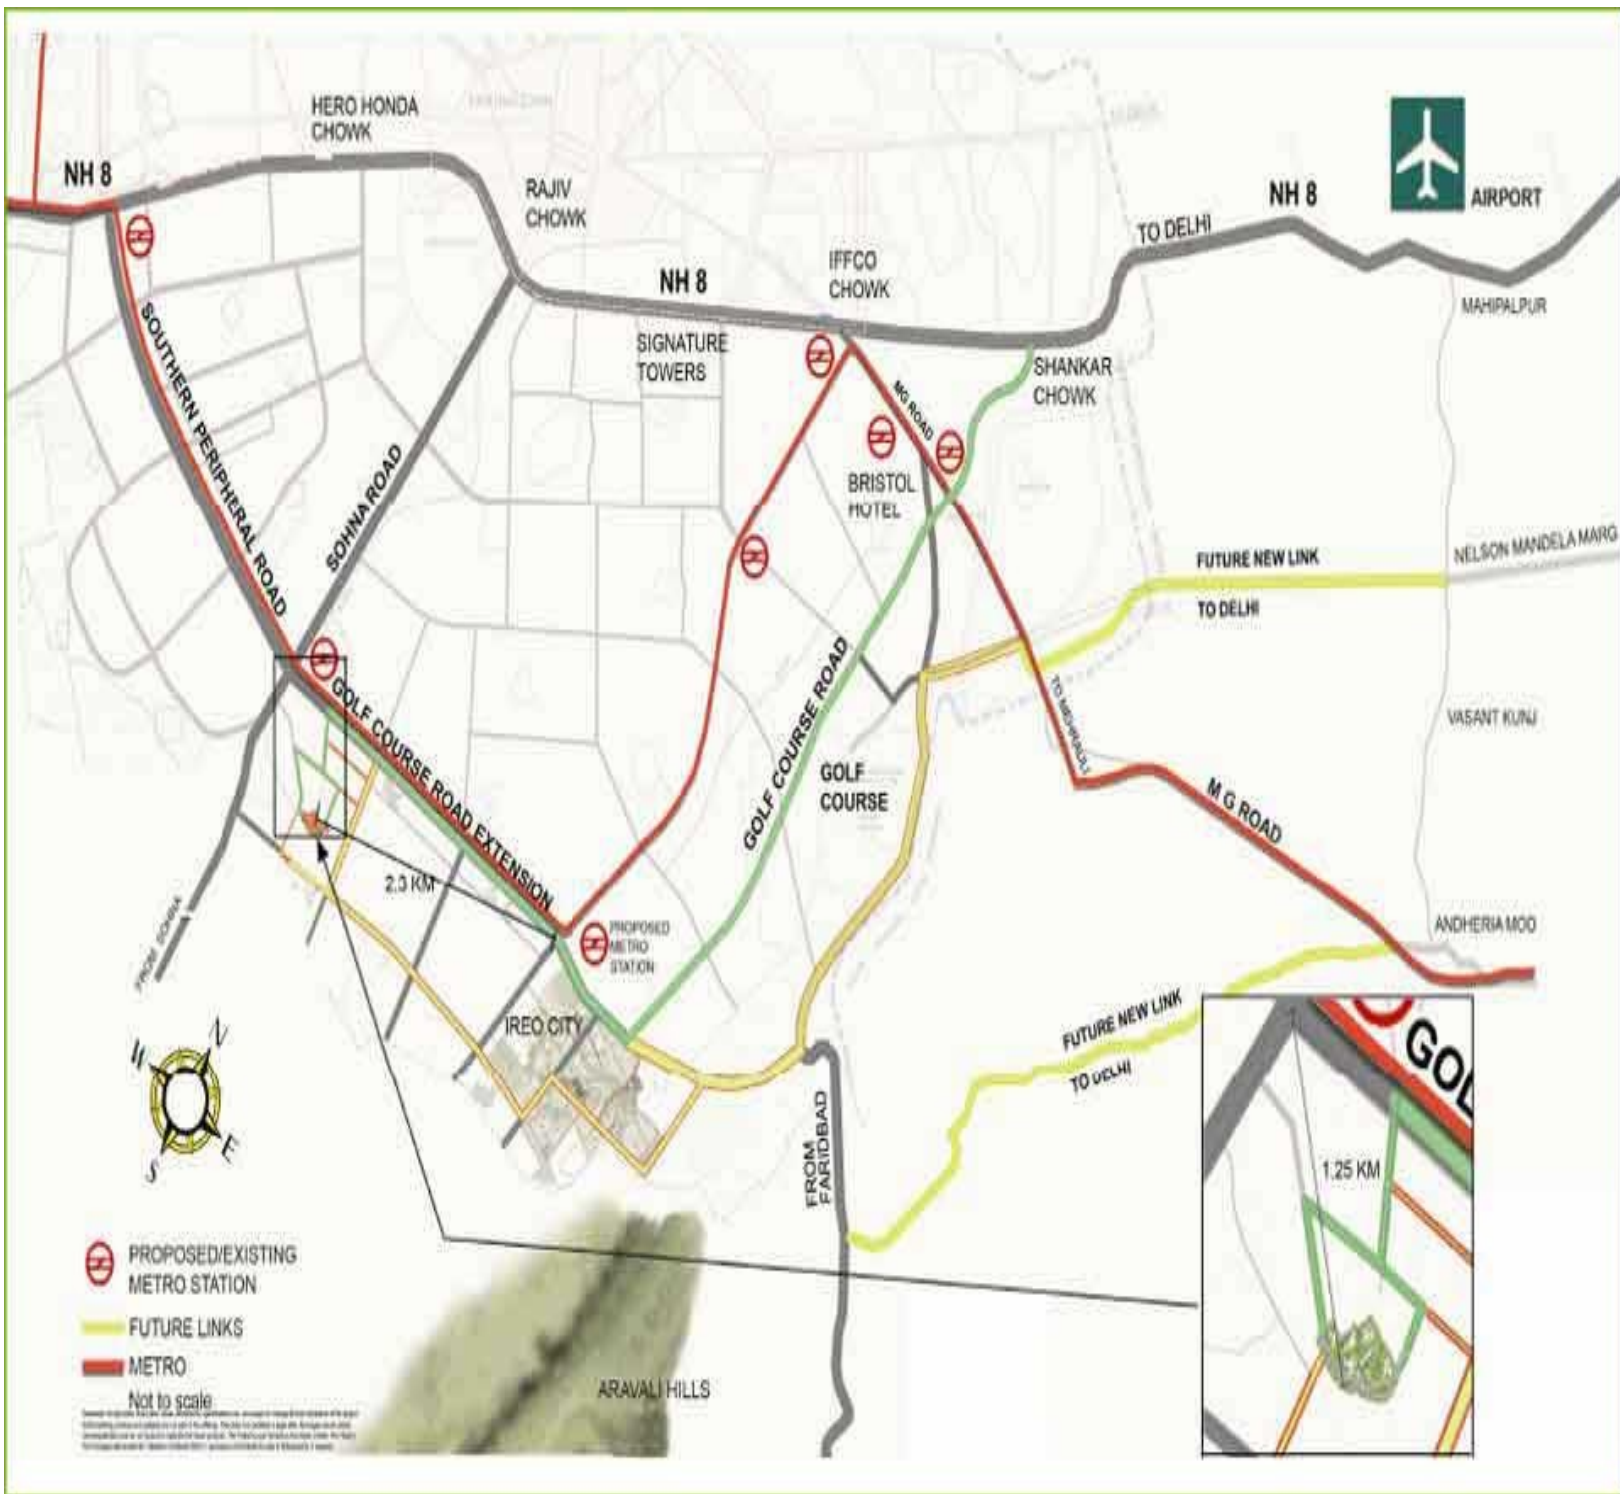 HERO HONDA
CHOWK
NH 8
RAJIV
CHOWK
NH 8
AIRPORT
TO DELHI
IFFCO
CHOWK
NH 8
MAHIPALPUR
SOUTHERN PERIPHERAL ROAD
SIGNATURE
TOWERS
SHANKAR
CHOWK
MG ROAD
SOHNA ROAD
BRISTOL
HOTEL
FUTURE NEW LINK
TO DELHI
NELSON MANDELA MARG
GOLF COURSE ROAD EXTENSION
GOLF COURSE ROAD
TO MEHRAULI
VASANT KUNJ
GOLF
COURSE
M G ROAD
FROM SOHNA
PROPOSED
METRO
STATION
ANDHERIA MOD
IREO CITY
FUTURE NEW LINK
TO DELHI
N
W
E
S
FROM
FARIDBAD
GOL
1.25 KM
PROPOSED/EXISTING
METRO STATION
FUTURE LINKS
METRO
Not to scale
ARAVALI HILLS